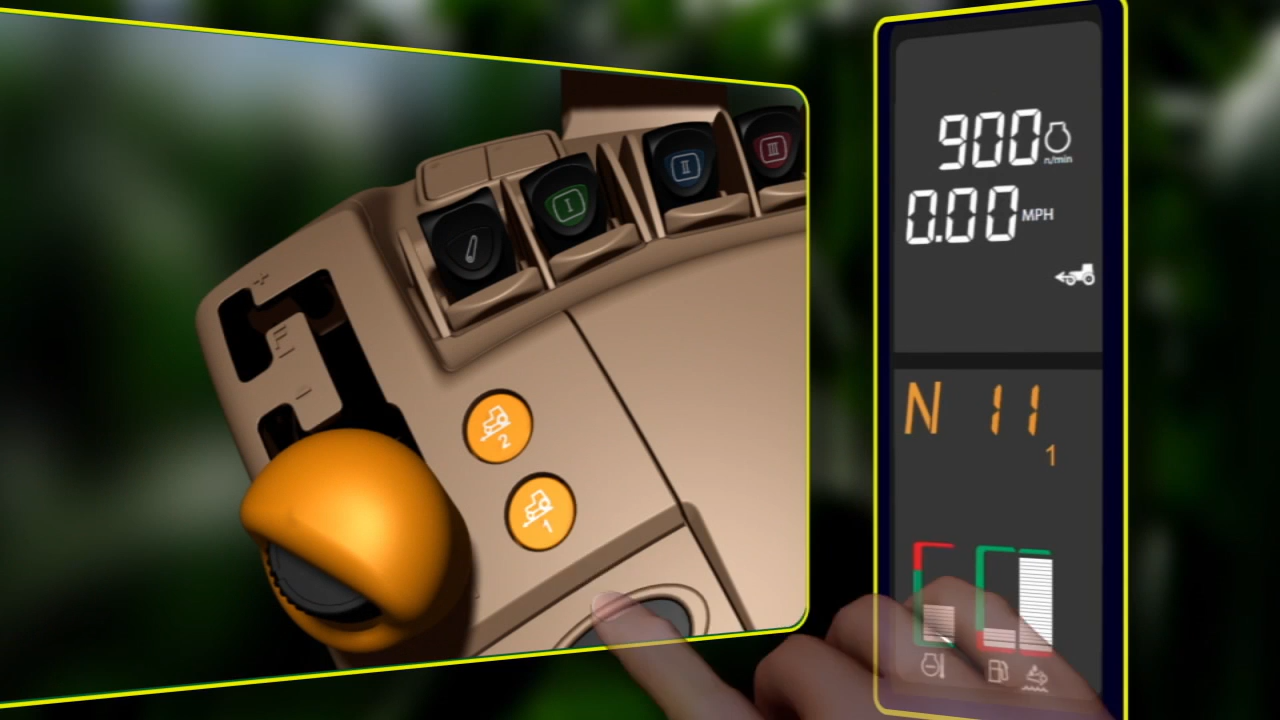 +
F
−
I
II
III
2
1
900 n/min
0.00 MPH
N 11
1